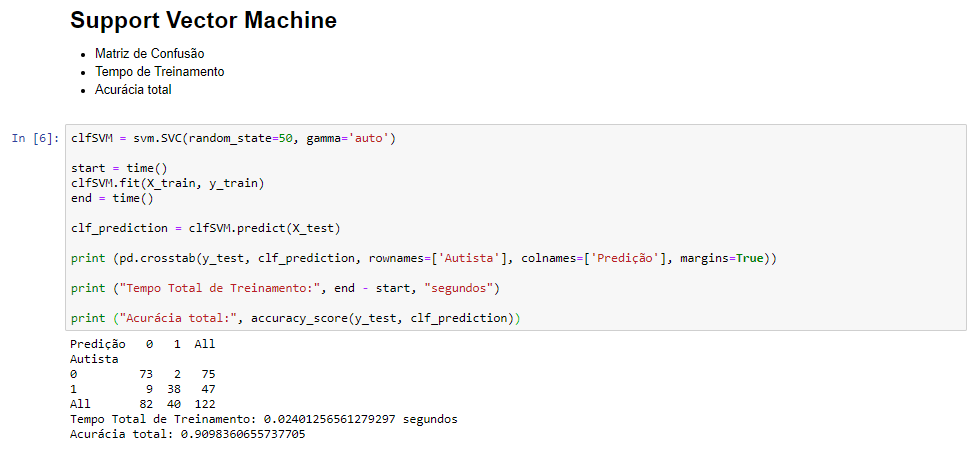 Support Vector Machine
• Matriz de Confusão
• Tempo de Treinamento
• Acurácia total
In [6]: clfSVM = svm.SVC(random_state=50, gamma='auto')
start = time()
clfSVM.fit(X_train, y_train)
end = time()
clf_prediction = clfSVM.predict(X_test)
print (pd.crosstab(y_test, clf_prediction, rownames=['Autista'], colnames=['Predição'], margins=True))
print ("Tempo Total de Treinamento:", end - start, "segundos")
print ("Acurácia total:", accuracy_score(y_test, clf_prediction))
Predição 0 1 All
Autista
0 73 2 75
1 9 38 47
All 82 40 122
Tempo Total de Treinamento: 0.02401256561279297 segundos
Acurácia total: 0.9098360655737705